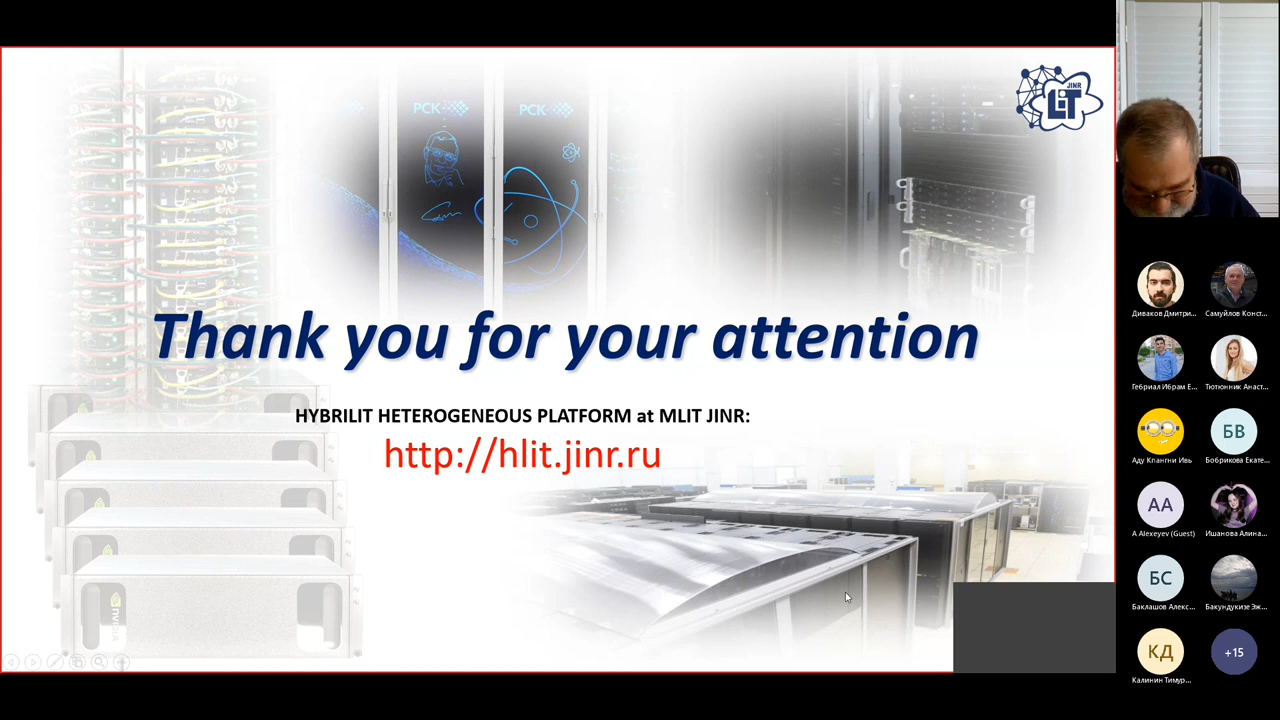 РСК
РСК
JINR
LiT
Thank you for your attention
HYBRILIT HETEROGENEOUS PLATFORM at MLIT JINR:
http://hlit.jinr.ru
NVIDIA
Диваков Дмитри...
Самуйлов Конст...
Гебриал Ибрам Е...
Тютюнник Анаст...
Аду Кпангни Ивь
БВ
Бобрикова Екате...
АА
A Alexeyev (Guest)
Ишанова Алина...
БС
Баклашов Алекс...
Бакундукизе Эж...
КД
Калинин Тимур...
+15